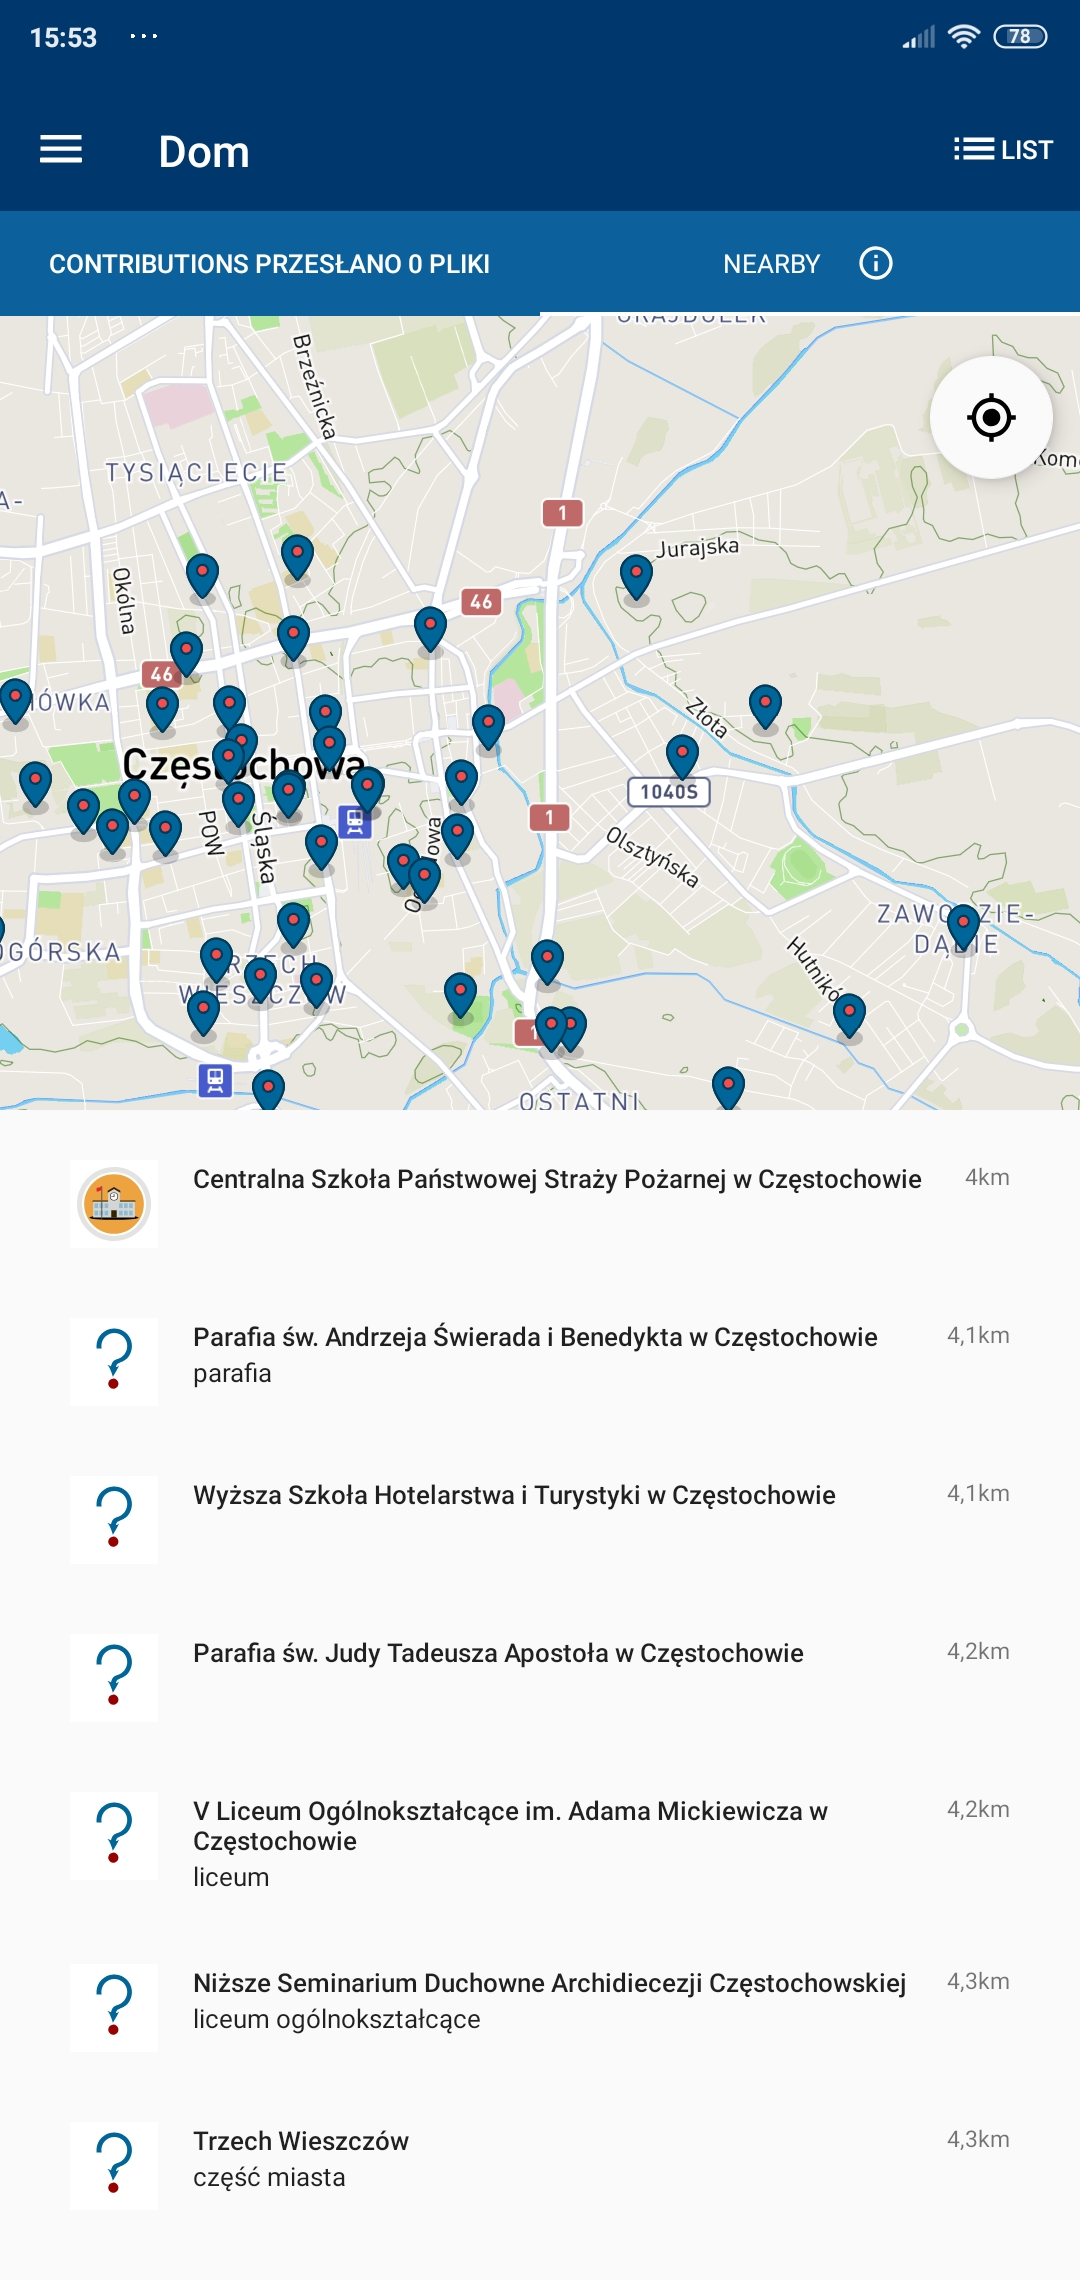 15:53 ...
78
Dom
LIST
CONTRIBUTIONS PRZESŁANO 0 PLIKI
NEARBY
Brzeźnicka
TYSIĄCLECIE
A-
Kom
1
Jurajska
Okólna
46
46
Złota
Częstochowa
1040S
POW
Śląska
1
Olsztyńska
ZAWODZIE-
DĄBIE
Hutników
TRZECH
WIESZCZÓW
1
OSTATNI
Centralna Szkoła Państwowej Straży Pożarnej w Częstochowie
4km
Parafia św. Andrzeja Świerada i Benedykta w Częstochowie
4,1km
parafia
Wyższa Szkoła Hotelarstwa i Turystyki w Częstochowie
4,1km
Parafia św. Judy Tadeusza Apostoła w Częstochowie
4,2km
V Liceum Ogólnokształcące im. Adama Mickiewicza w
4,2km
Częstochowie
liceum
Niższe Seminarium Duchowne Archidiecezji Częstochowskiej
4,3km
liceum ogólnokształcące
Trzech Wieszczów
4,3km
część miasta